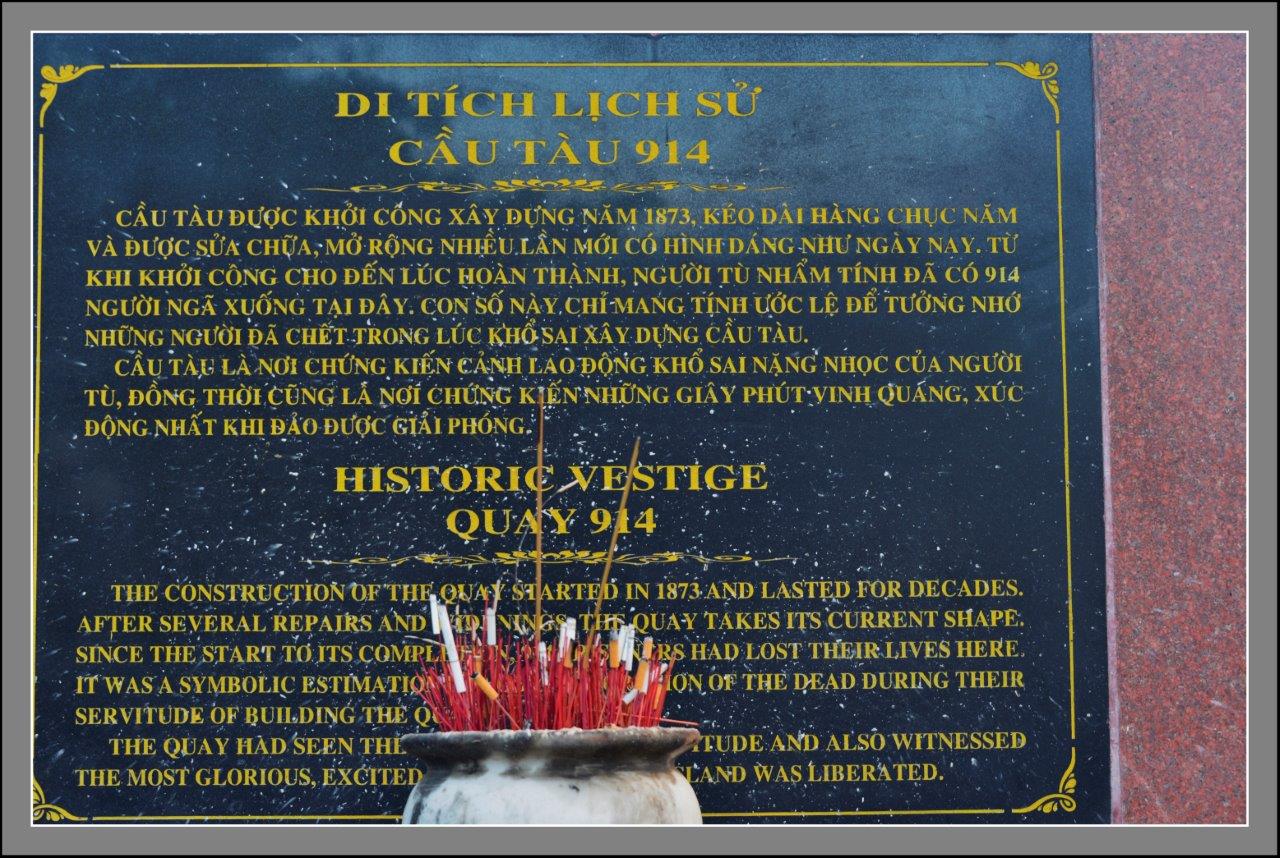 DI TÍCH LỊCH SỬ
CẦU TÀU 914
CẦU TÀU ĐƯỢC KHỞI CÔNG XÂY DỰNG NĂM 1873, KÉO DÀI HÀNG CHỤC NĂM
VÀ ĐƯỢC SỬA CHỮA, MỞ RỘNG NHIỀU LẦN MỚI CÓ HÌNH DÁNG NHƯ NGÀY NAY. TỪ
KHI KHỞI CÔNG CHO ĐẾN LÚC HOÀN THÀNH, NGƯỜI TÙ NHẨM TÍNH ĐÃ CÓ 914
NGƯỜI NGÃ XUỐNG TẠI ĐÂY. CON SỐ NÀY CHỈ MANG TÍNH ƯỚC LỆ ĐỂ TƯỞNG NHỚ
NHỮNG NGƯỜI ĐÃ CHẾT TRONG LÚC KHỔ SAI XÂY DỰNG CẦU TÀU.
CẦU TÀU LÀ NƠI CHỨNG KIẾN CẢNH LAO ĐỘNG KHỔ SAI NẶNG NHỌC CỦA NGƯỜI
TÙ, ĐỒNG THỜI CŨNG LÀ NƠI CHỨNG KIẾN NHỮNG GIÂY PHÚT VINH QUANG, XÚC
ĐỘNG NHẤT KHI ĐẢO ĐƯỢC GIẢI PHÓNG.
HISTORIC VESTIGE
QUAY 914
THE CONSTRUCTION OF THE QUAY STARTED IN 1873 AND LASTED FOR DECADES.
AFTER SEVERAL REPAIRS AND WIDENINGS, THE QUAY TAKES ITS CURRENT SHAPE.
SINCE THE START TO ITS COMPLETION, 914 PRISONERS HAD LOST THEIR LIVES HERE.
IT WAS A SYMBOLIC ESTIMATION OF THE DEAD DURING THEIR
SERVITUDE OF BUILDING THE
THE QUAY HAD SEEN THE AND ALSO WITNESSED
THE MOST GLORIOUS, EXCITED WAS LIBERATED.